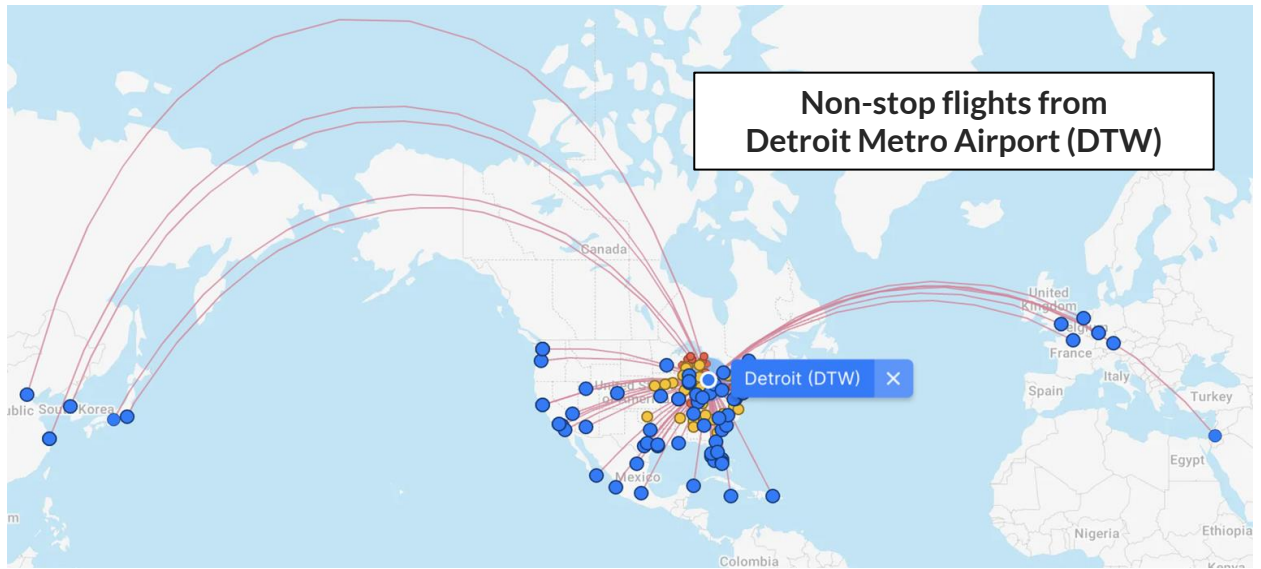 Non-stop flights from
Detroit Metro Airport (DTW)
Canada
United
Kingdom
France
Italy
Spain
Turkey
Detroit (DTW) ×
South Korea
Egypt
Mexico
Nigeria
Ethiopia
Colombia